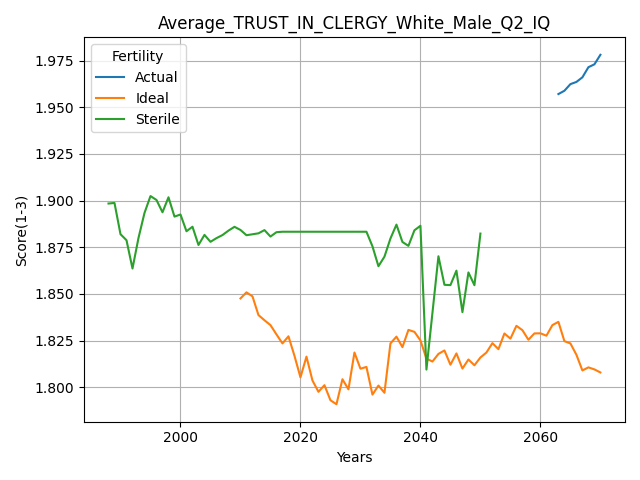 Average_TRUST_IN_CLERGY_White_Male_Q2_IQ
Fertility
Actual
Ideal
Sterile
Score(1-3)
1.975
1.950
1.925
1.900
1.875
1.850
1.825
1.800
2000
2020
2040
2060
Years